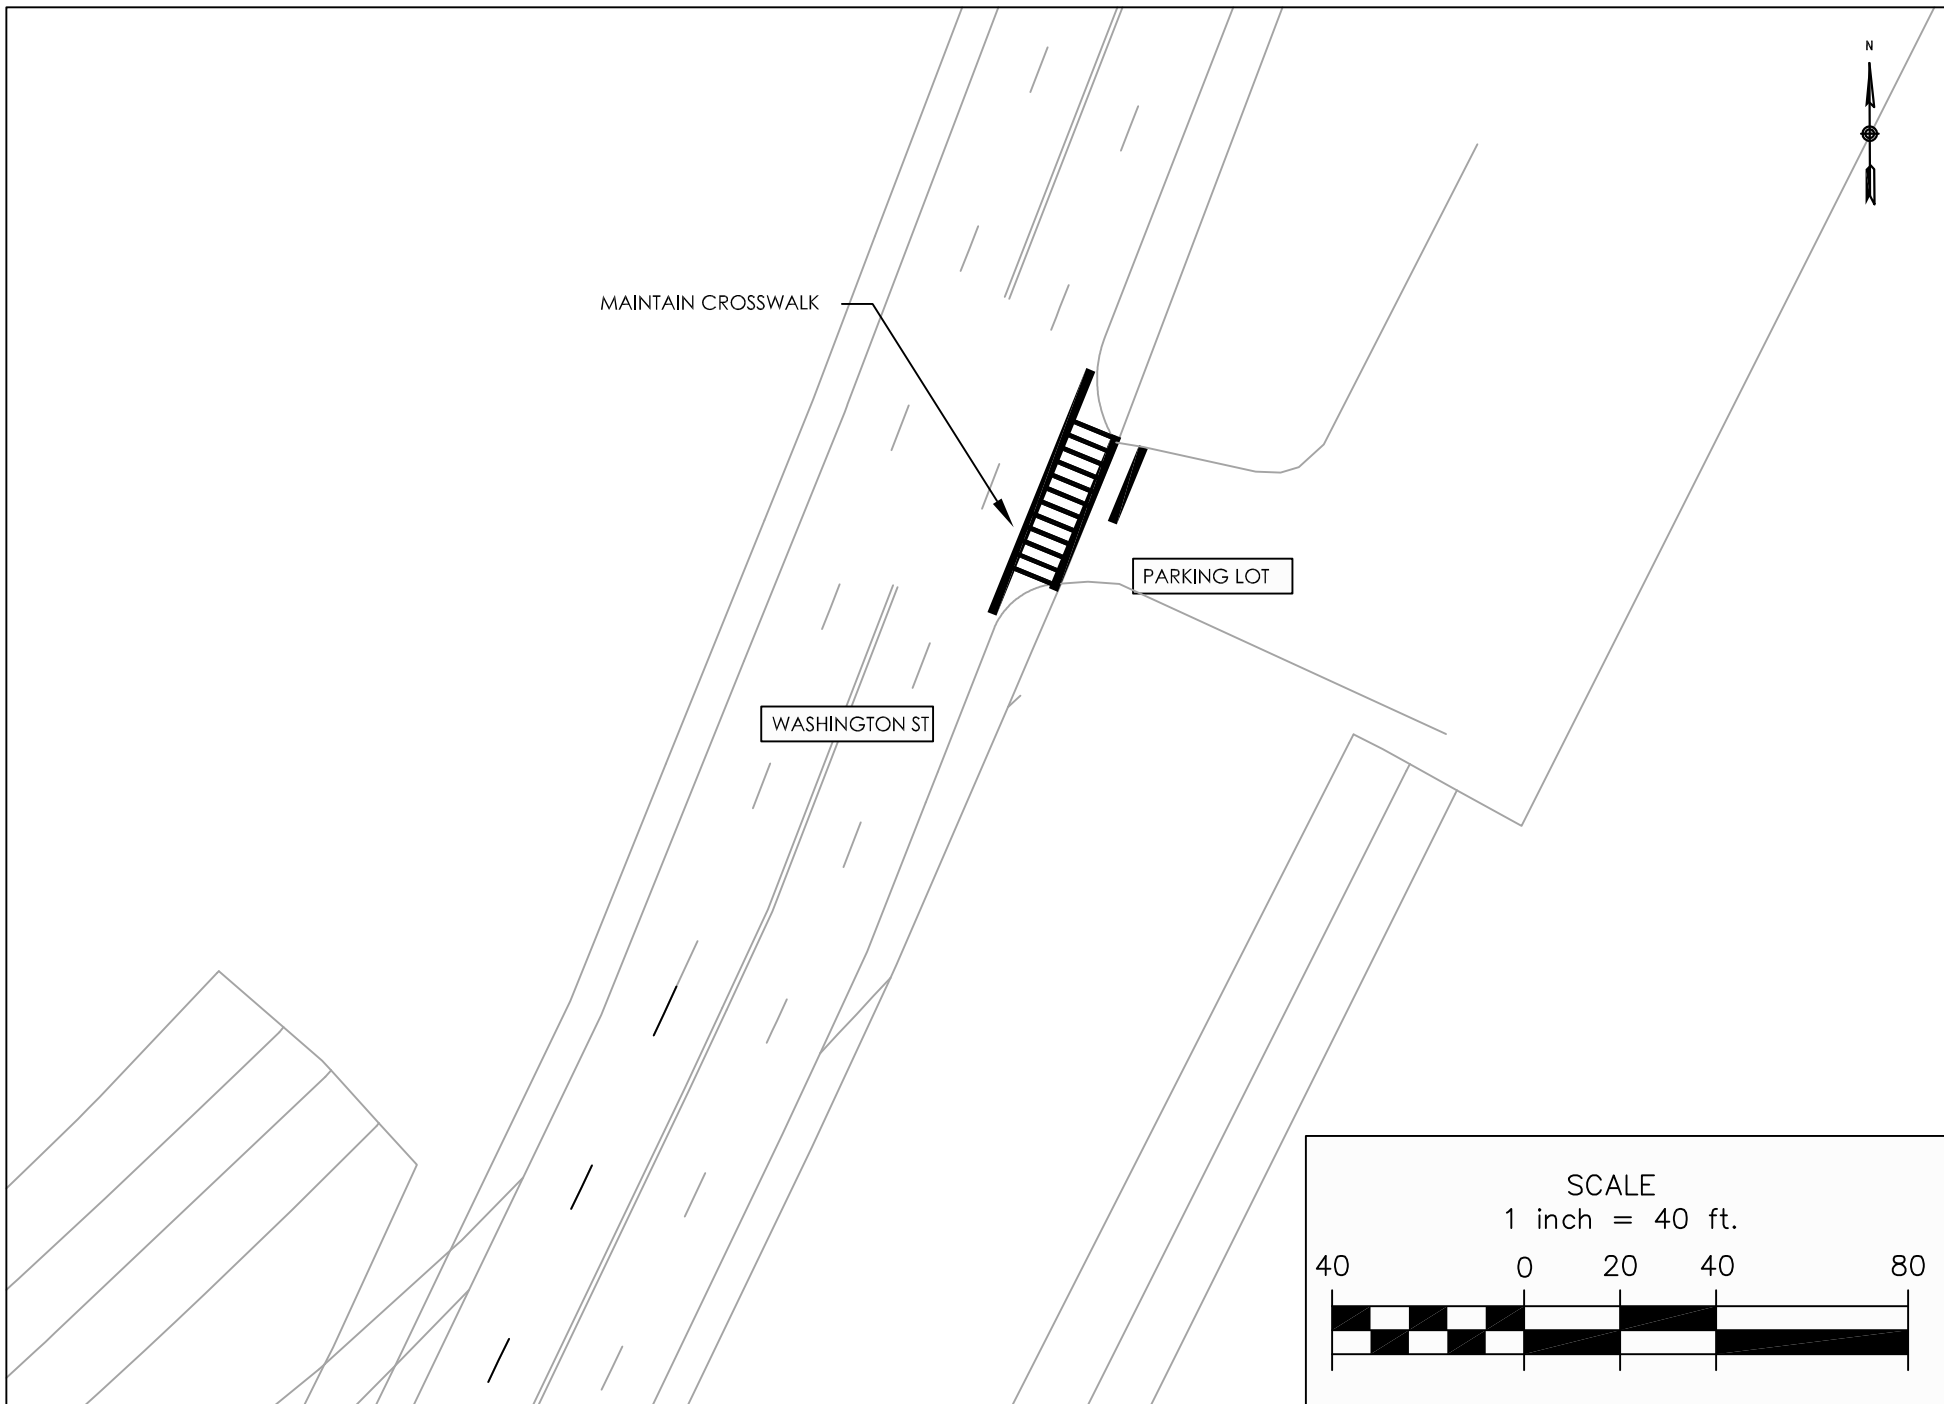 N
MAINTAIN CROSSWALK
PARKING LOT
WASHINGTON ST
SCALE
1 inch = 40 ft.
40 0 20 40 80